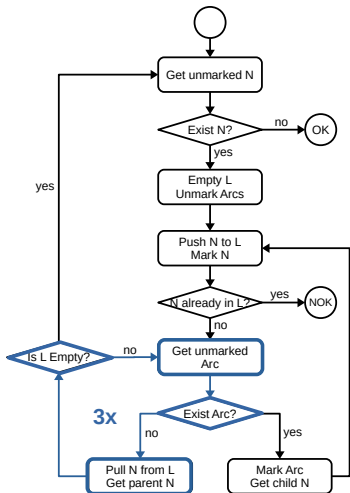 Get unmarked N
Exist N?
no
OK
yes
Empty L
Unmark Arcs
yes
Push N to L
Mark N
N already in L?
yes
NOK
no
Is L Empty?
no
Get unmarked
Arc
3x
Exist Arc?
no
yes
Pull N from L
Get parent N
Mark Arc
Get child N